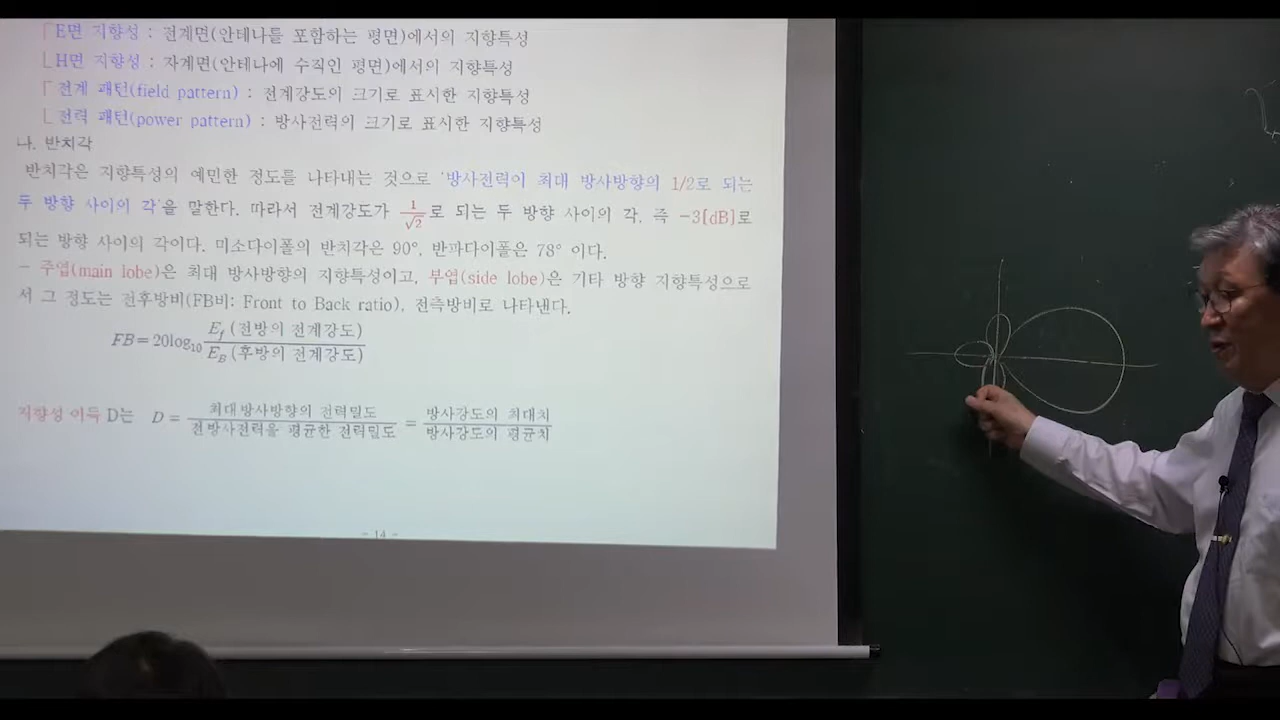 E면 지향성 : 전계면(안테나를 포함하는 평면)에서의 지향특성
H면 지향성 : 자계면(안테나에 수직인 평면)에서의 지향특성
전계 패턴(field pattern) : 전계강도의 크기로 표시한 지향특성
전력 패턴(power pattern) : 방사전력의 크기로 표시한 지향특성
나. 반치각
반치각은 지향특성의 예민한 정도를 나타내는 것으로 '방사전력이 최대 방사방향의 1/2로 되는
두 방향 사이의 각'을 말한다. 따라서 전계강도가 1/√2로 되는 두 방향 사이의 각, 즉 -3[dB]로
되는 방향 사이의 각이다. 미소다이폴의 반치각은 90°, 반파다이폴은 78° 이다.
- 주엽(main lobe)은 최대 방사방향의 지향특성이고, 부엽(side lobe)은 기타 방향 지향특성으로
서 그 정도는 전후방비(FB비: Front to Back ratio), 전측방비로 나타낸다.
FB = 20log₁₀ E_f (전방의 전계강도) / E_B (후방의 전계강도)
지향성 이득 D는 D = 최대방사방향의 전력밀도 / 전방사전력을 평균한 전력밀도 = 방사강도의 최대치 / 방사강도의 평균치
- 14 -